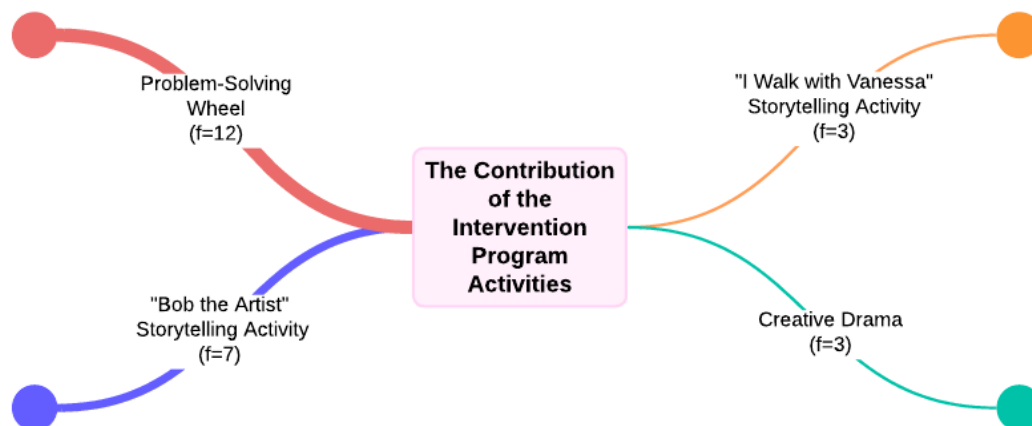 Problem-Solving
Wheel
(f=12)
"I Walk with Vanessa"
Storytelling Activity
(f=3)
The Contribution
of the
Intervention
Program
Activities
"Bob the Artist"
Storytelling Activity
(f=7)
Creative Drama
(f=3)